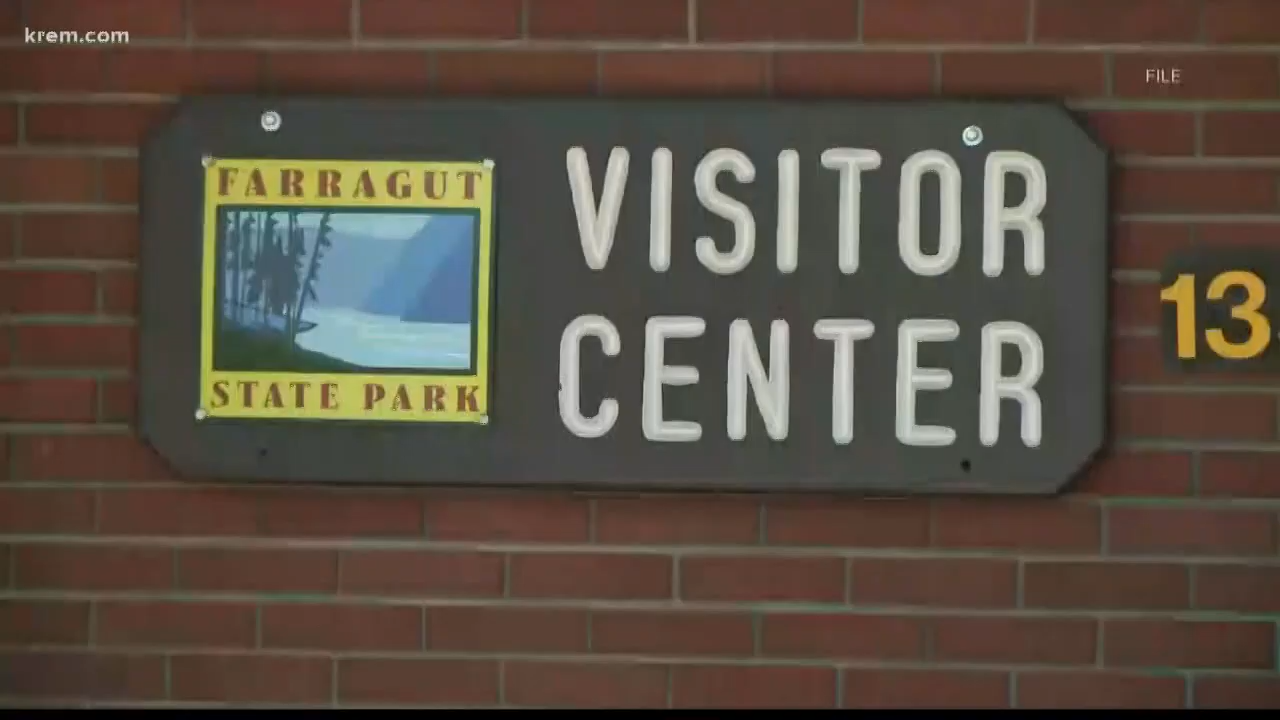 krem.com
FILE
FARRAGUT
STATE PARK
VISITOR
CENTER
13